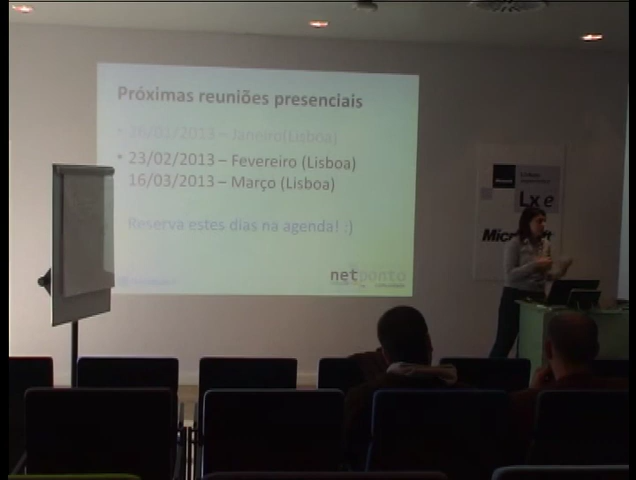 Próximas reuniões presenciais
• 26/01/2013 – Janeiro(Lisboa)
• 23/02/2013 – Fevereiro (Lisboa)
16/03/2013 – Março (Lisboa)
Reserva estes dias na agenda! :)
netponto
Lx e